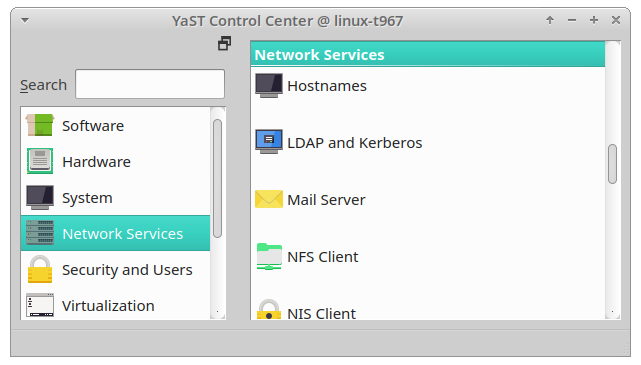 YaST Control Center @ linux-t967
Search
Software
Hardware
System
Network Services
Security and Users
Virtualization
Network Services
Hostnames
LDAP and Kerberos
Mail Server
NFS Client
NIS Client